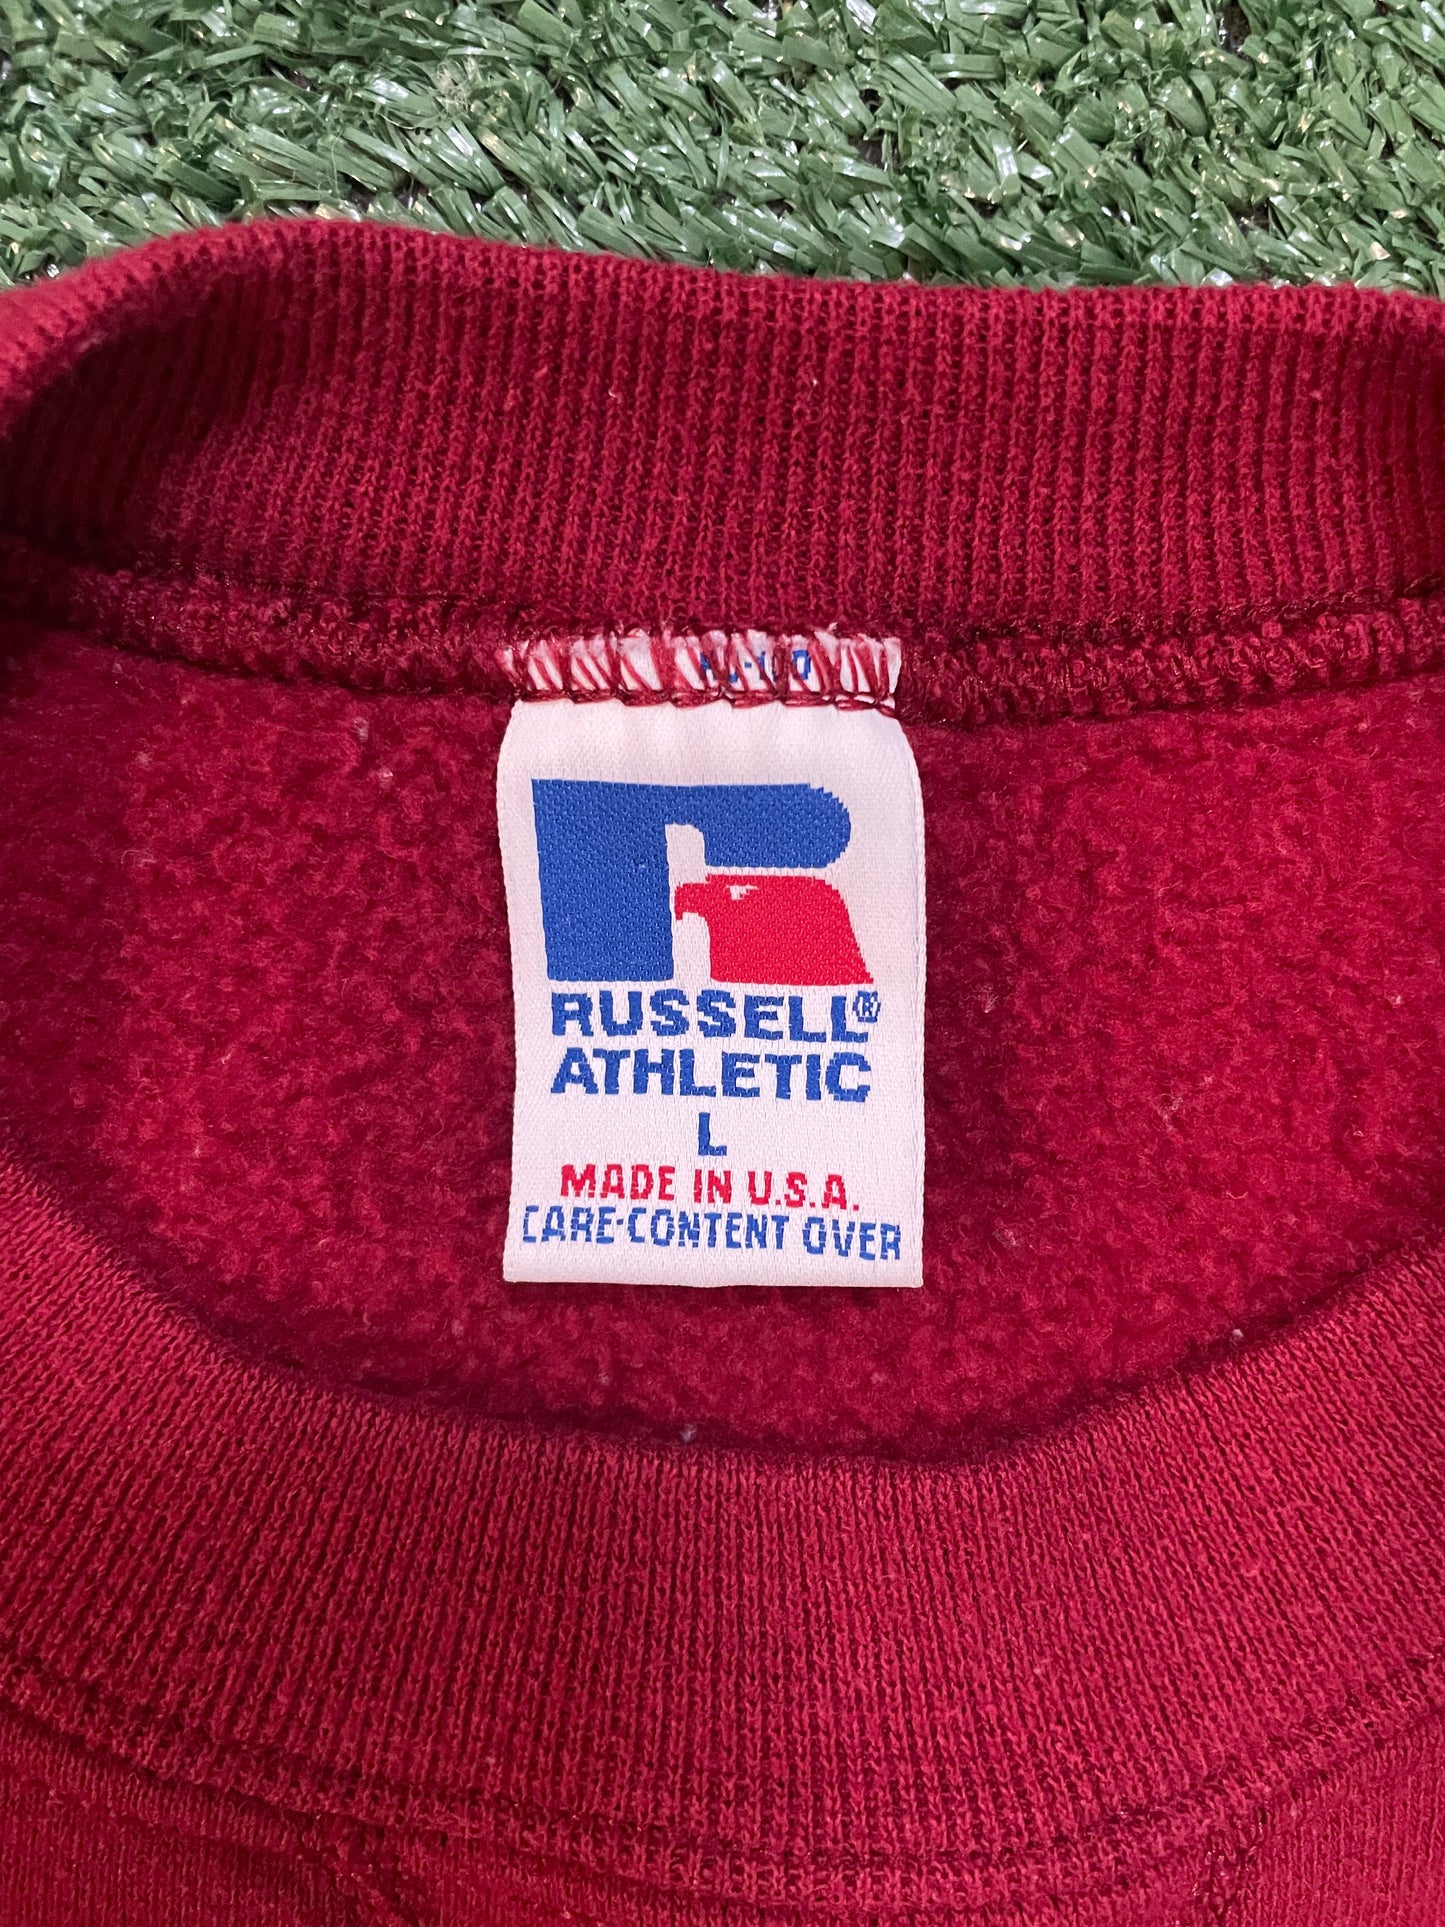 RUSSELL®
ATHLETIC
L
MADE IN U.S.A.
CARE-CONTENT OVER